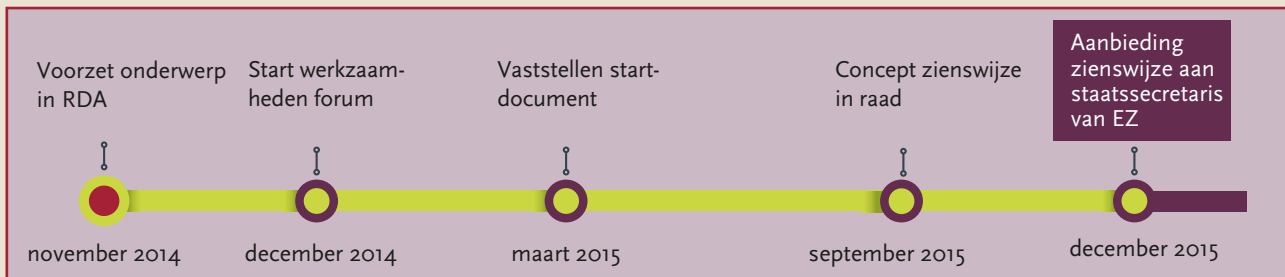 Voorzet onderwerp
in RDA
Start werkzaam-
heden forum
Vaststellen start-
document
Concept zienswijze
in raad
Aanbieding
zienswijze aan
staatssecretaris
van EZ
november 2014
december 2014
maart 2015
september 2015
december 2015